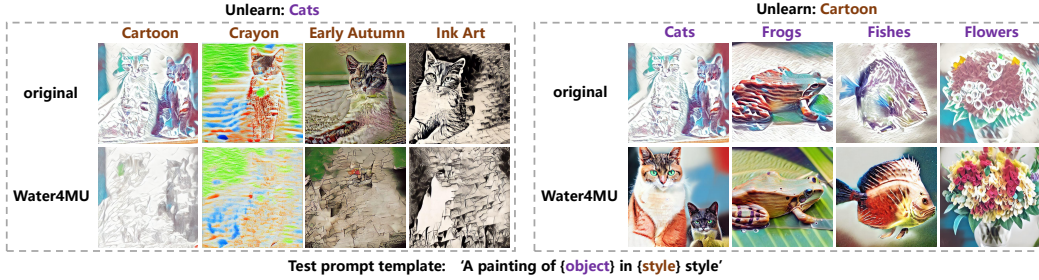 Unlearn: Cats
Cartoon Crayon Early Autumn Ink Art
original
Water4MU
Unlearn: Cartoon
Cats Frogs Fishes Flowers
original
Water4MU
Test prompt template: 'A painting of {object} in {style} style'